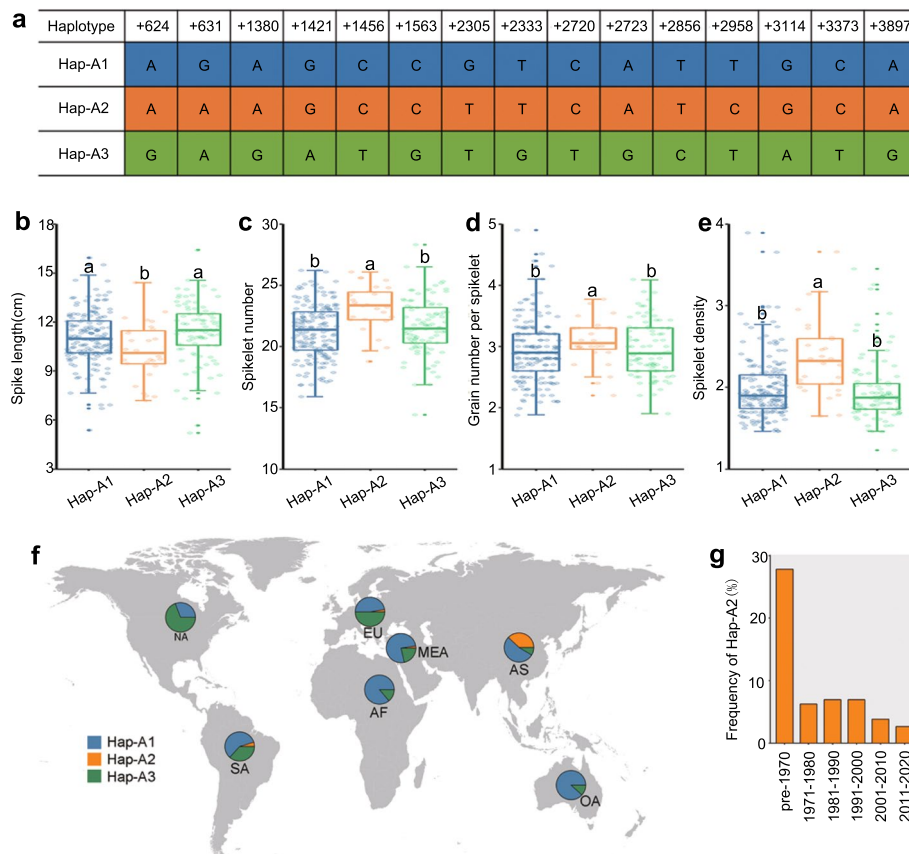 a
Haplotype +624 +631 +1380 +1421 +1456 +1563 +2305 +2333 +2720 +2723 +2856 +2958 +3114 +3373 +3897
Hap-A1 A G A G C C G T C A T T G C A
Hap-A2 A A A G C C T T C A T C G C A
Hap-A3 G A G A T G T G T G C T A T G
b
Spike length(cm)
18
15
12
9
6
3
a b a
Hap-A1 Hap-A2 Hap-A3
c
Spikelet number
30
25
20
15
10
b a b
Hap-A1 Hap-A2 Hap-A3
d
Grain number per spikelet
5
4
3
2
1
b a b
Hap-A1 Hap-A2 Hap-A3
e
Spikelet density
4
3
2
1
b a b
Hap-A1 Hap-A2 Hap-A3
f
NA
EU
MEA
AS
AF
SA
OA
Hap-A1
Hap-A2
Hap-A3
g
Frequency of Hap-A2(%)
30
20
10
0
pre-1970 1971-1980 1981-1990 1991-2000 2001-2010 2011-2020